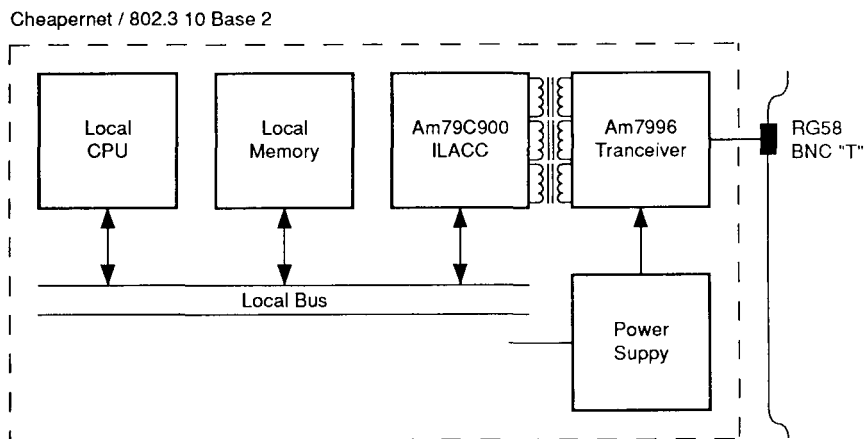 Cheapernet / 802.3 10 Base 2
Local
CPU
Local
Memory
Am79C900
ILACC
Am7996
Tranceiver
RG58
BNC "T"
Local Bus
Power
Suppy